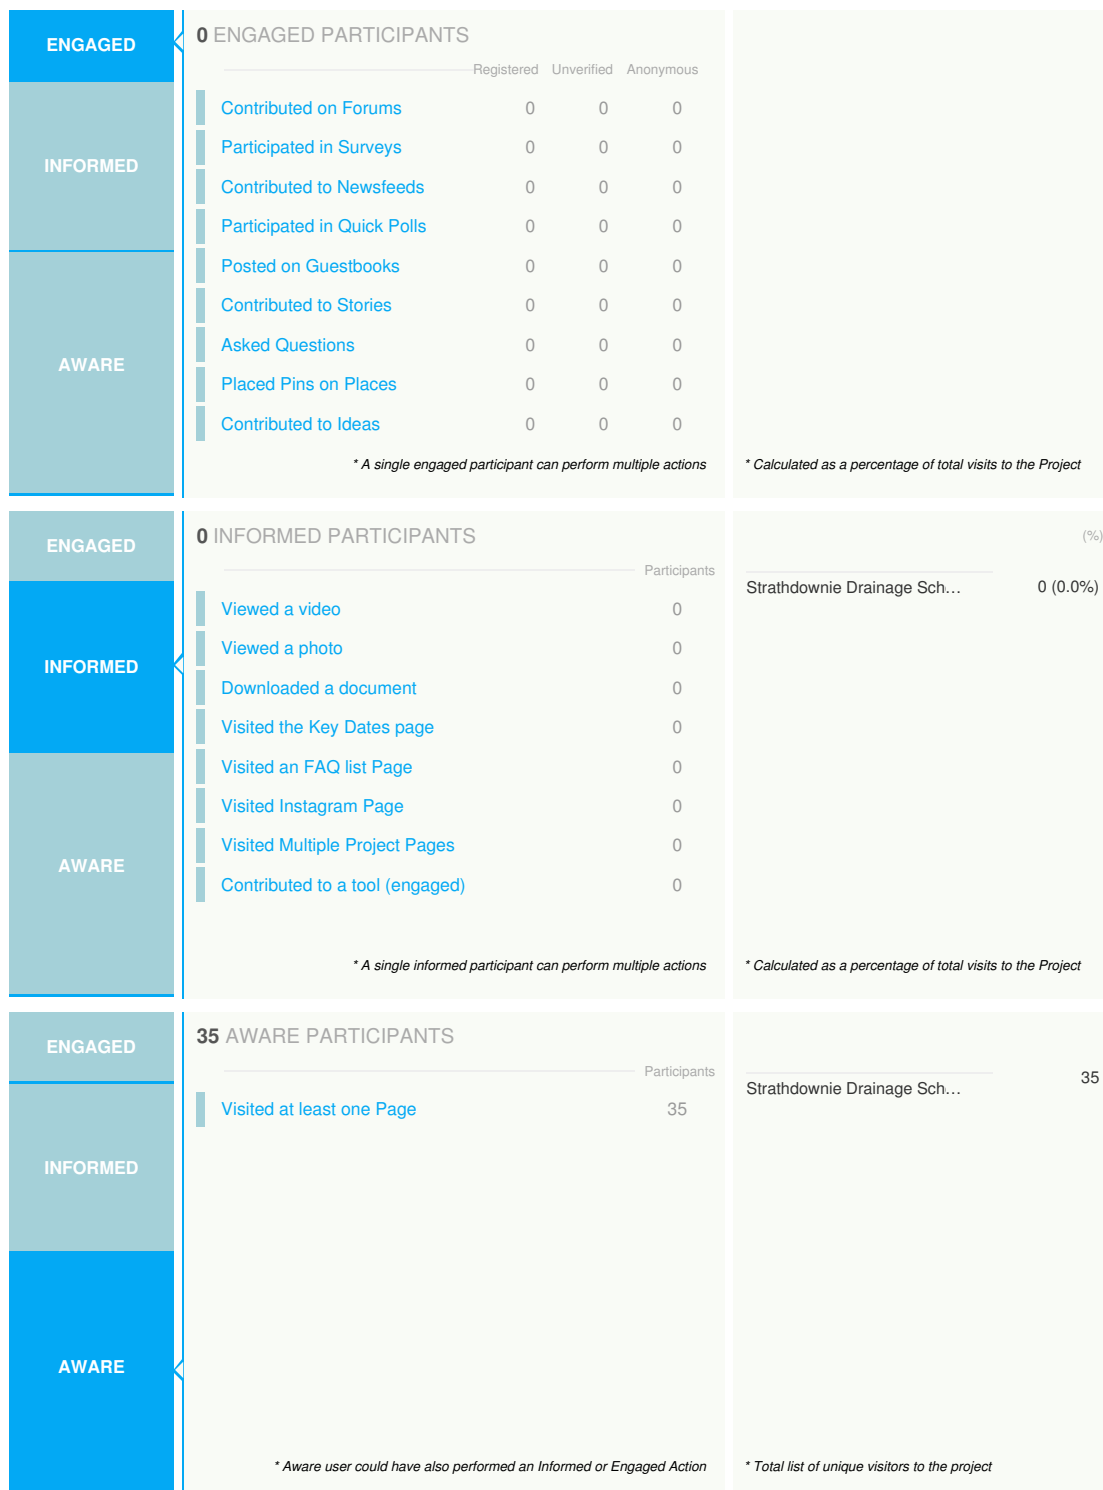 ENGAGED
INFORMED
AWARE
0 ENGAGED PARTICIPANTS
Registered Unverified Anonymous
Contributed on Forums 0 0 0
Participated in Surveys 0 0 0
Contributed to Newsfeeds 0 0 0
Participated in Quick Polls 0 0 0
Posted on Guestbooks 0 0 0
Contributed to Stories 0 0 0
Asked Questions 0 0 0
Placed Pins on Places 0 0 0
Contributed to Ideas 0 0 0
* A single engaged participant can perform multiple actions
* Calculated as a percentage of total visits to the Project
ENGAGED
INFORMED
AWARE
0 INFORMED PARTICIPANTS
Participants
Viewed a video 0
Viewed a photo 0
Downloaded a document 0
Visited the Key Dates page 0
Visited an FAQ list Page 0
Visited Instagram Page 0
Visited Multiple Project Pages 0
Contributed to a tool (engaged) 0
* A single informed participant can perform multiple actions
(%)
Strathdownie Drainage Sch... 0 (0.0%)
* Calculated as a percentage of total visits to the Project
ENGAGED
INFORMED
AWARE
35 AWARE PARTICIPANTS
Participants
Visited at least one Page 35
* Aware user could have also performed an Informed or Engaged Action
35
Strathdownie Drainage Sch...
* Total list of unique visitors to the project